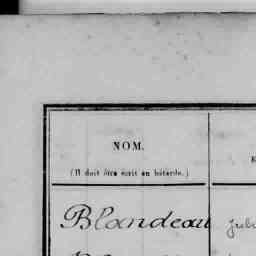 NOM.
(Il doit être écrit en bâtarde.)
Blandeau